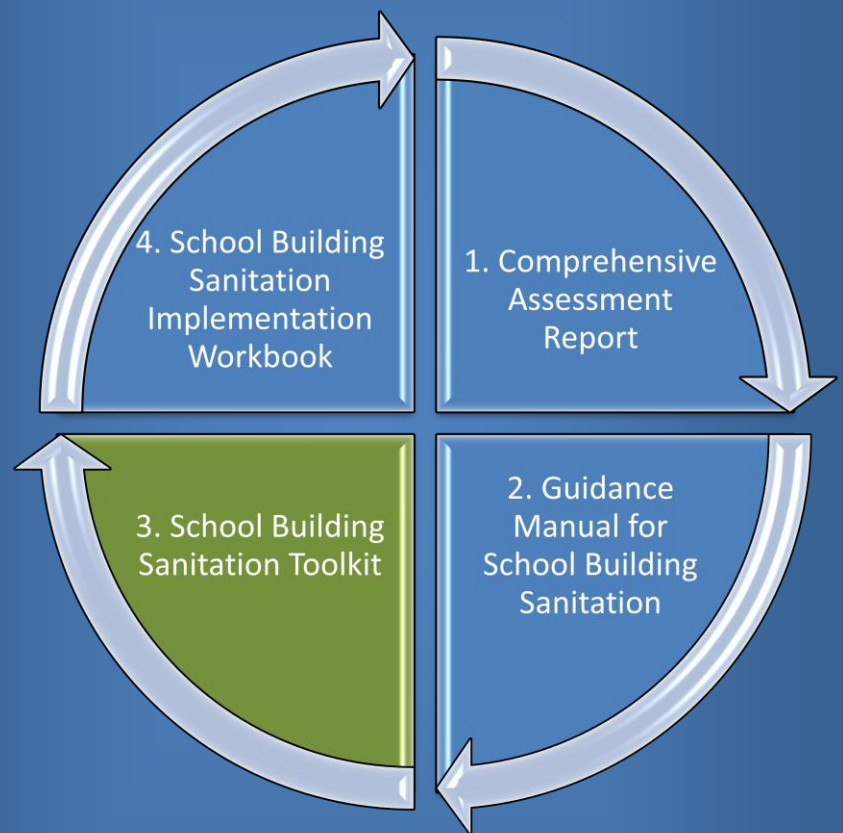 1. Comprehensive
Assessment
Report
2. Guidance
Manual for
School Building
Sanitation
3. School Building
Sanitation Toolkit
4. School Building
Sanitation
Implementation
Workbook